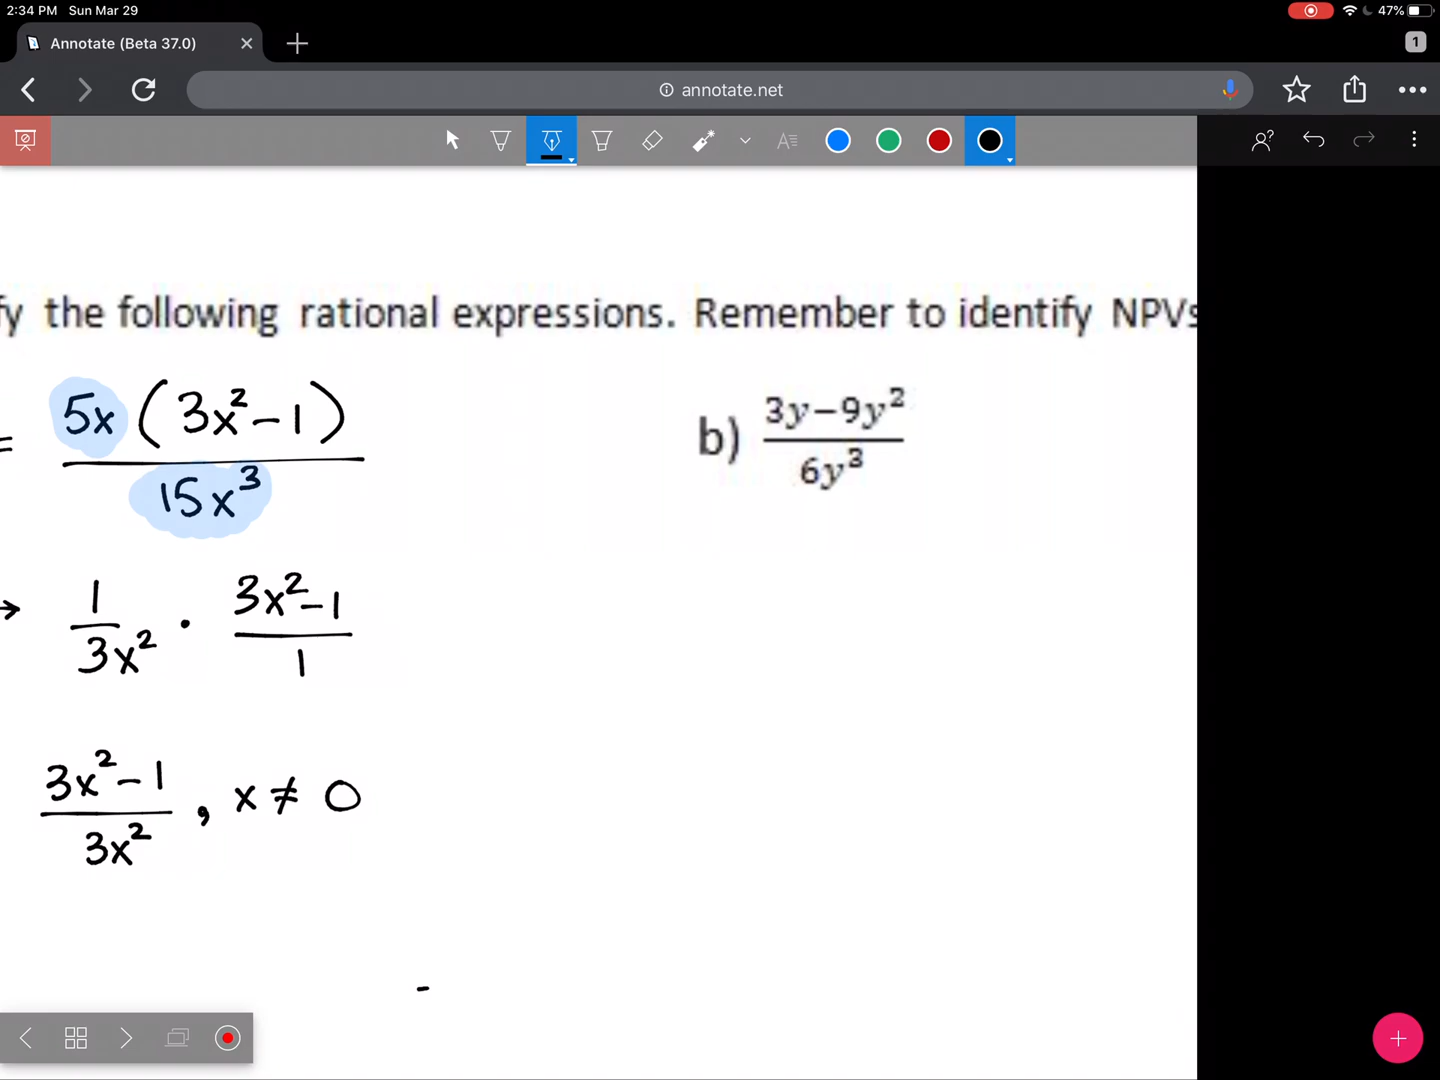 2:34 PM Sun Mar 29
47%
Annotate (Beta 37.0)
1
annotate.net
fy the following rational expressions. Remember to identify NPVs
= 5x(3x²-1)
15x³
b) 3y-9y²
6y³
→ 1/3x² · 3x²-1/1
3x²-1/3x² , x ≠ 0
-